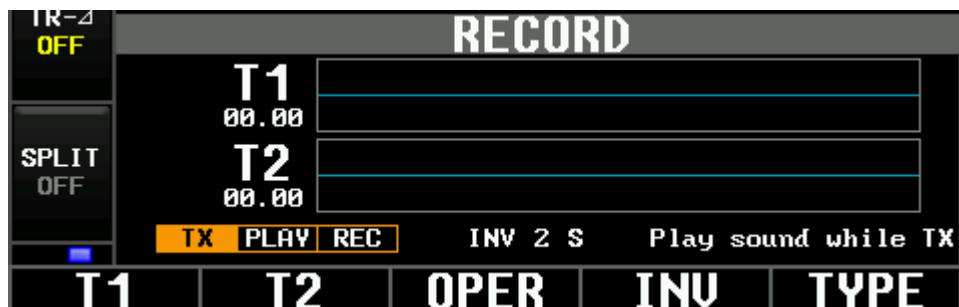 TR-⊿
OFF
RECORD
T1
00.00
T2
00.00
SPLIT
OFF
TX PLAY REC INV 2 S Play sound while TX
T1 T2 OPER INV TYPE